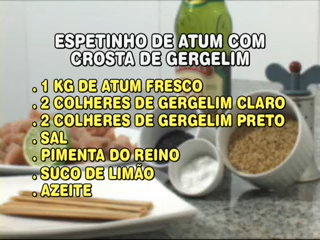 ESPETINHO DE ATUM COM
CROSTA DE GERGELIM
. 1 KG DE ATUM FRESCO
. 2 COLHERES DE GERGELIM CLARO
. 2 COLHERES DE GERGELIM PRETO
. SAL
. PIMENTA DO REINO
. SUCO DE LIMÃO
. AZEITE